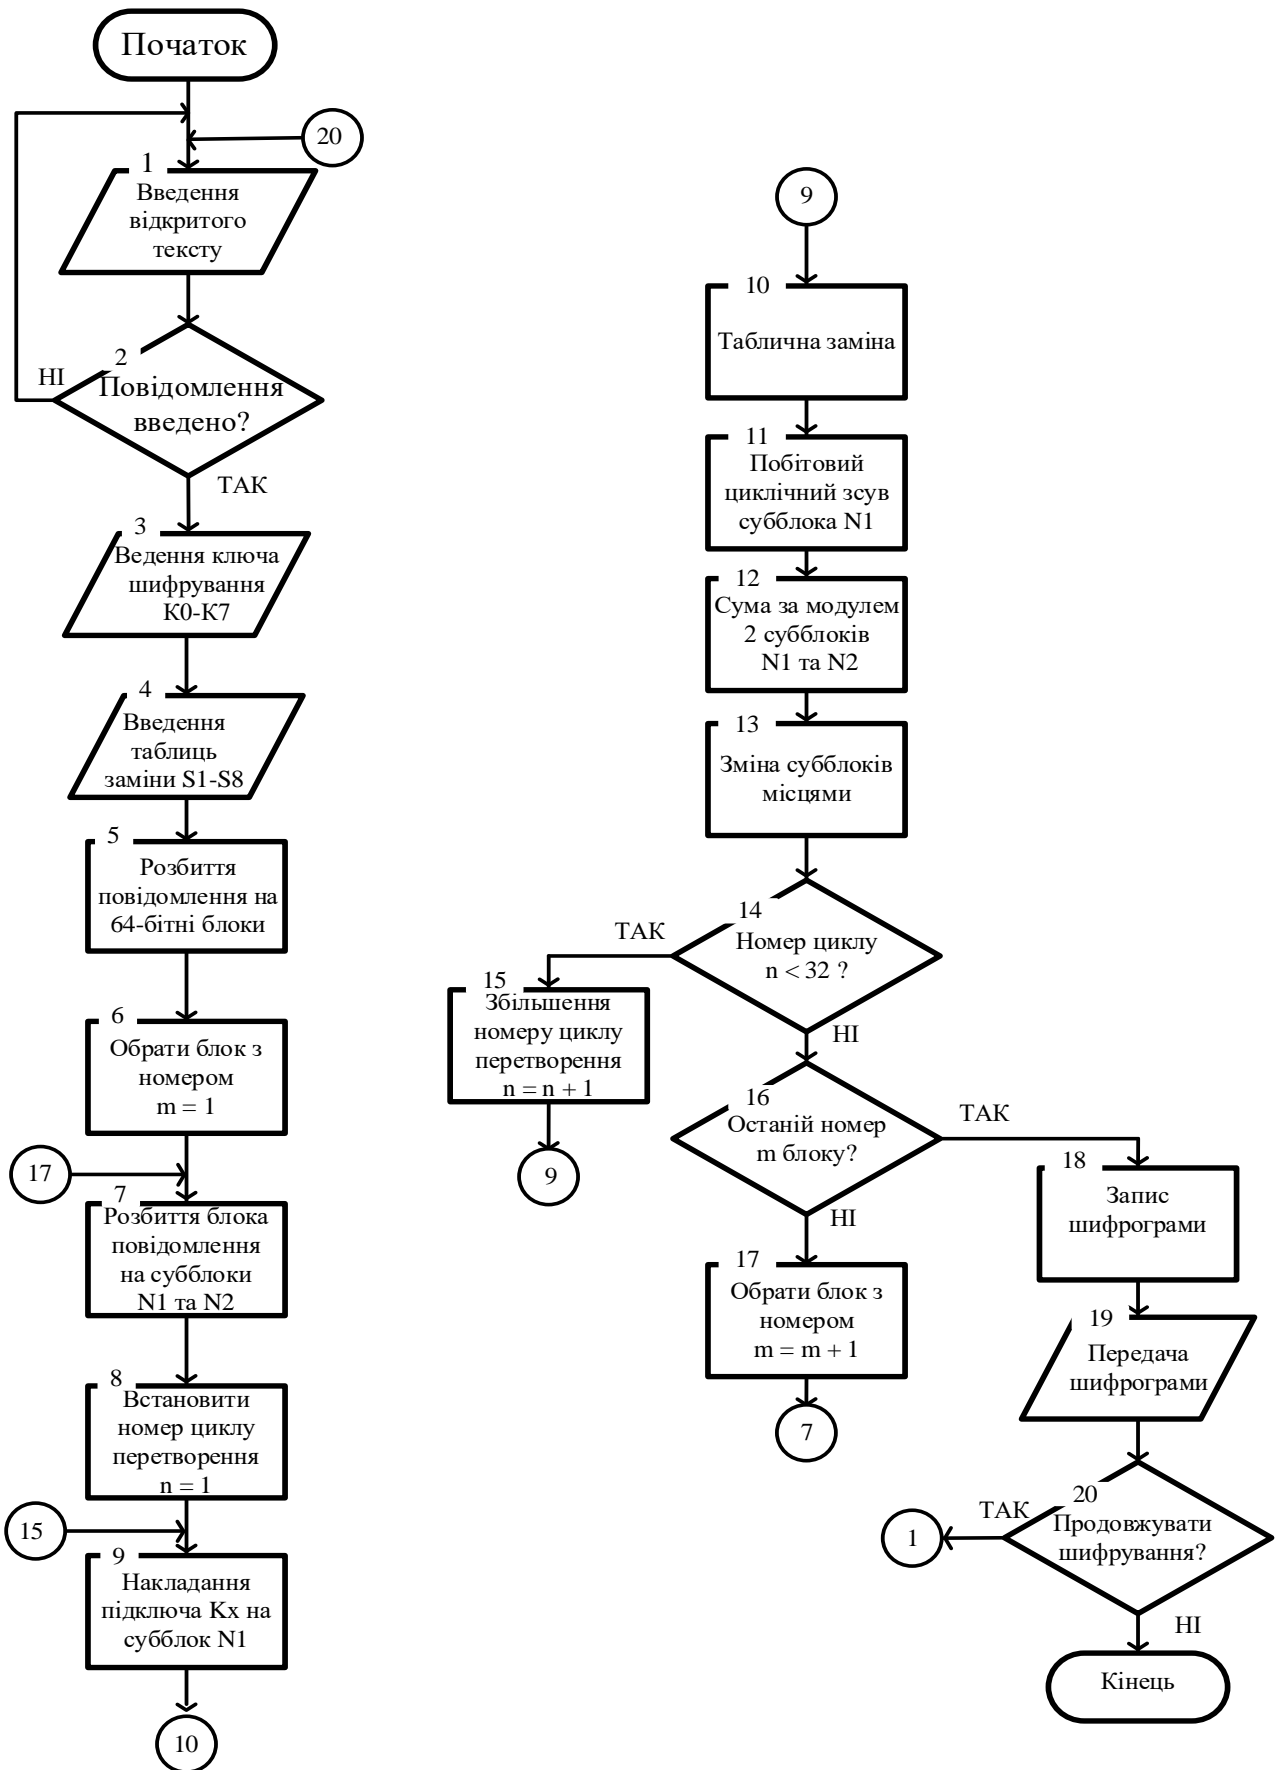 Початок
20
1
Введення
відкритого
тексту
2
НІ
Повідомлення
введено?
ТАК
3
Ведення ключа
шифрування
К0-К7
4
Введення
таблиць
заміни S1-S8
5
Розбиття
повідомлення на
64-бітні блоки
6
Обрати блок з
номером
m = 1
17
7
Розбиття блока
повідомлення
на субблоки
N1 та N2
8
Встановити
номер циклу
перетворення
n = 1
15
9
Накладання
підключа Kx на
субблок N1
10
9
10
Таблична заміна
11
Побітовий
циклічний зсув
субблока N1
12
Сума за модулем
2 субблоків
N1 та N2
13
Зміна субблоків
місцями
14
ТАК
Номер циклу
n < 32 ?
НІ
15
Збільшення
номеру циклу
перетворення
n = n + 1
9
16
Останій номер
m блоку?
ТАК
НІ
17
Обрати блок з
номером
m = m + 1
7
18
Запис
шифрограми
19
Передача
шифрограми
20
ТАК
Продовжувати
шифрування?
1
НІ
Кінець